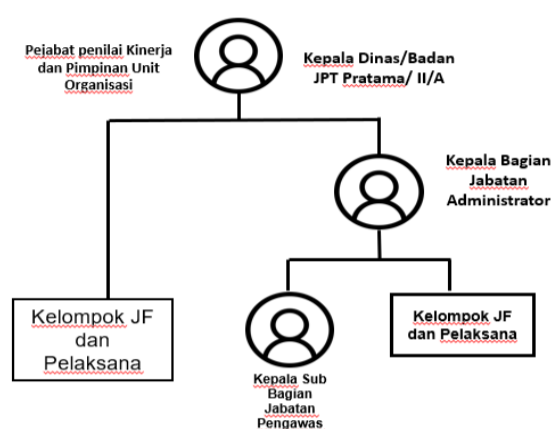 Pejabat penilai Kinerja
dan Pimpinan Unit
Organisasi
Kepala Dinas/Badan
JPT Pratama/ II/A
Kepala Bagian
Jabatan
Administrator
Kelompok JF
dan
Pelaksana
Kepala Sub
Bagian
Jabatan
Pengawas
Kelompok JF
dan Pelaksana